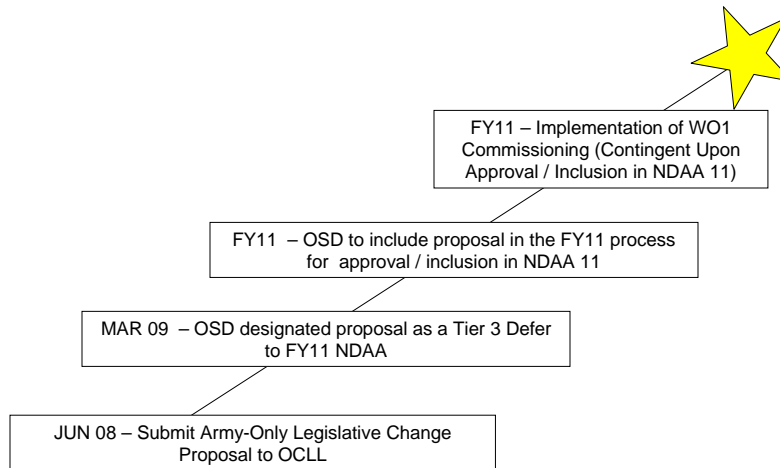 FY11 – Implementation of WO1
Commissioning (Contingent Upon
Approval / Inclusion in NDAA 11)
FY11 – OSD to include proposal in the FY11 process
for approval / inclusion in NDAA 11
MAR 09 – OSD designated proposal as a Tier 3 Defer
to FY11 NDAA
JUN 08 – Submit Army-Only Legislative Change
Proposal to OCLL